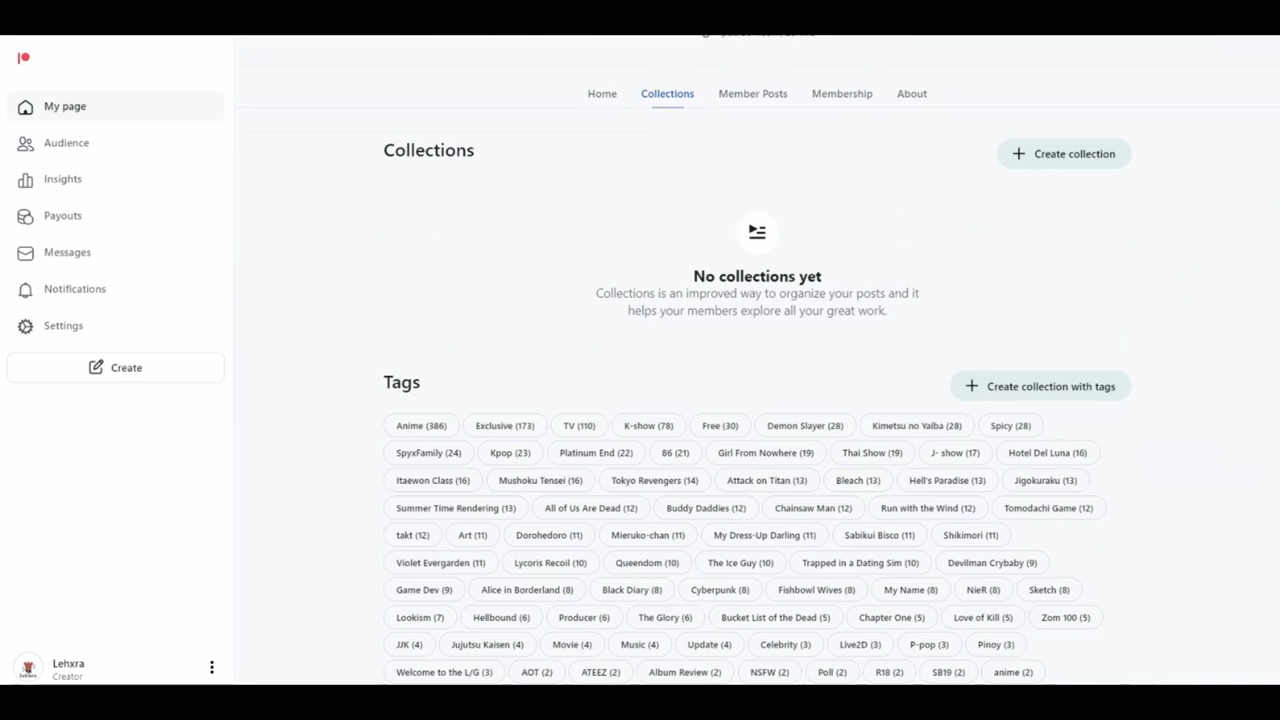 My page
Audience
Insights
Payouts
Messages
Notifications
Settings
Create
Lehxra
Creator
Home Collections Member Posts Membership About
Collections
Create collection
No collections yet
Collections is an improved way to organize your posts and it
helps your members explore all your great work.
Tags
Create collection with tags
Anime (386) Exclusive (173) TV (110) K-show (78) Free (30) Demon Slayer (28) Kimetsu no Yaiba (28) Spicy (28)
SpyxFamily (24) Kpop (23) Platinum End (22) 86 (21) Girl From Nowhere (19) Thai Show (19) J- show (17) Hotel Del Luna (16)
Itaewon Class (16) Mushoku Tensei (16) Tokyo Revengers (14) Attack on Titan (13) Bleach (13) Hell's Paradise (13) Jigokuraku (13)
Summer Time Rendering (13) All of Us Are Dead (12) Buddy Daddies (12) Chainsaw Man (12) Run with the Wind (12) Tomodachi Game (12)
takt (12) Art (11) Dorohedoro (11) Mieruko-chan (11) My Dress-Up Darling (11) Sabikui Bisco (11) Shikimori (11)
Violet Evergarden (11) Lycoris Recoil (10) Queendom (10) The Ice Guy (10) Trapped in a Dating Sim (10) Devilman Crybaby (9)
Game Dev (9) Alice in Borderland (8) Black Diary (8) Cyberpunk (8) Fishbowl Wives (8) My Name (8) NieR (8) Sketch (8)
Lookism (7) Hellbound (6) Producer (6) The Glory (6) Bucket List of the Dead (5) Chapter One (5) Love of Kill (5) Zom 100 (5)
JJK (4) Jujutsu Kaisen (4) Movie (4) Music (4) Update (4) Celebrity (3) Live2D (3) P-pop (3) Pinoy (3)
Welcome to the L/G (3) AOT (2) ATEEZ (2) Album Review (2) NSFW (2) Poll (2) R18 (2) SB19 (2) anime (2)